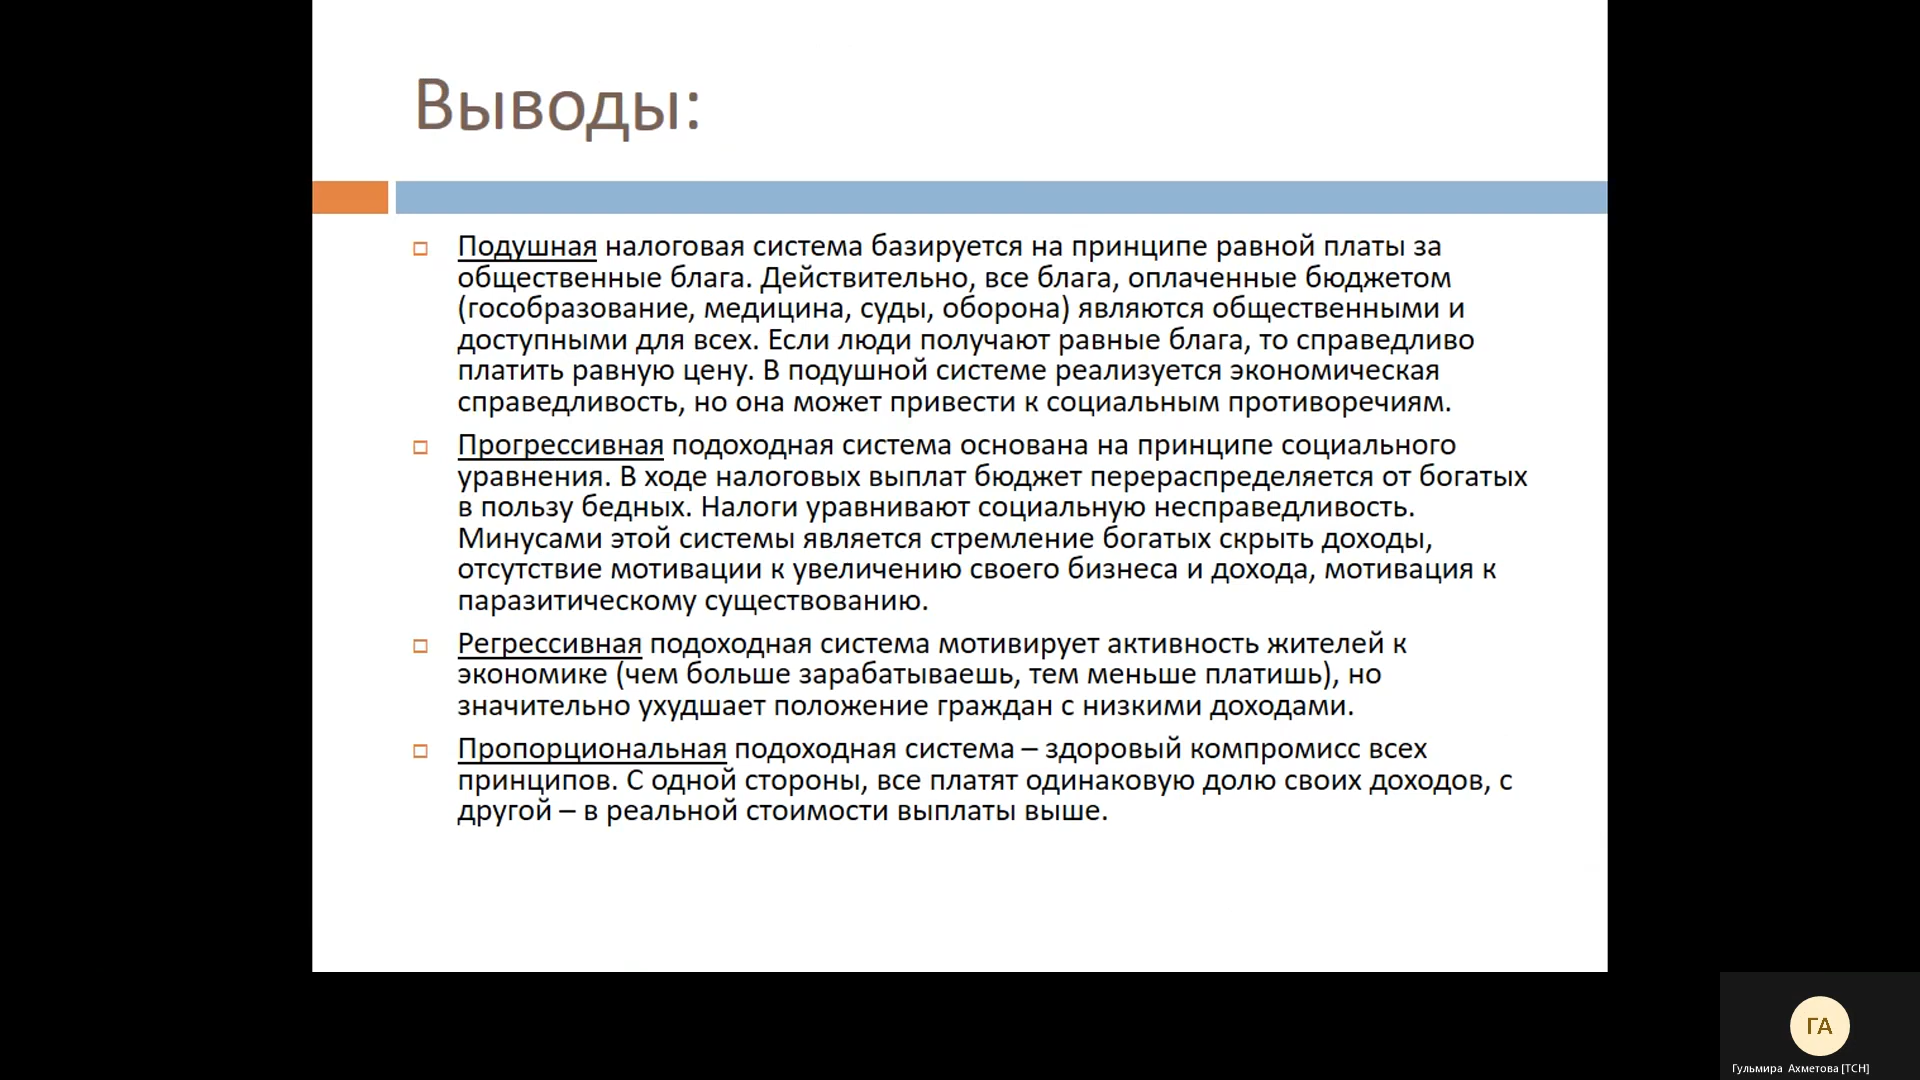 Выводы:
Подушная налоговая система базируется на принципе равной платы за
общественные блага. Действительно, все блага, оплаченные бюджетом
(гособразование, медицина, суды, оборона) являются общественными и
доступными для всех. Если люди получают равные блага, то справедливо
платить равную цену. В подушной системе реализуется экономическая
справедливость, но она может привести к социальным противоречиям.
Прогрессивная подоходная система основана на принципе социального
уравнения. В ходе налоговых выплат бюджет перераспределяется от богатых
в пользу бедных. Налоги уравнивают социальную несправедливость.
Минусами этой системы является стремление богатых скрыть доходы,
отсутствие мотивации к увеличению своего бизнеса и дохода, мотивация к
паразитическому существованию.
Регрессивная подоходная система мотивирует активность жителей к
экономике (чем больше зарабатываешь, тем меньше платишь), но
значительно ухудшает положение граждан с низкими доходами.
Пропорциональная подоходная система – здоровый компромисс всех
принципов. С одной стороны, все платят одинаковую долю своих доходов, с
другой – в реальной стоимости выплаты выше.
ГА
Гульмира Ахметова [ТСН]